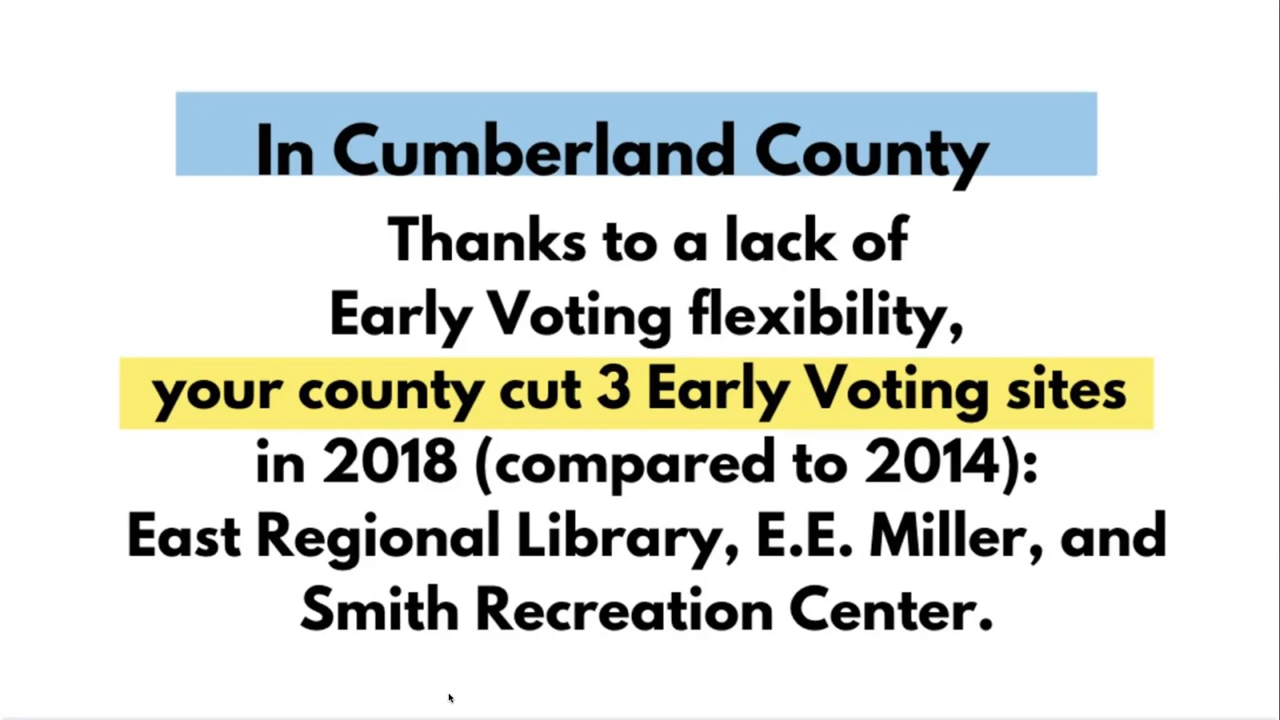 In Cumberland County
Thanks to a lack of
Early Voting flexibility,
your county cut 3 Early Voting sites
in 2018 (compared to 2014):
East Regional Library, E.E. Miller, and
Smith Recreation Center.